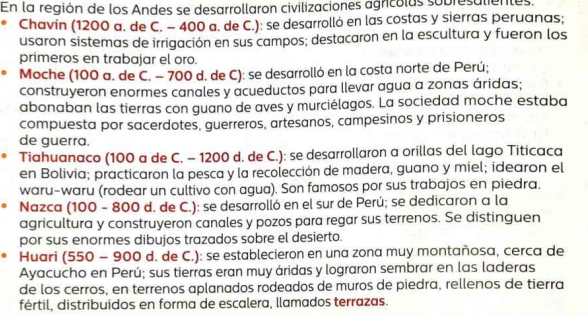 En la región de los Andes se desarrollaron civilizaciones agrícolas sobresalientes.
• Chavín (1200 a. de C. – 400 a. de C.): se desarrolló en las costas y sierras peruanas;
usaron sistemas de irrigación en sus campos; destacaron en la escultura y fueron los
primeros en trabajar el oro.
• Moche (100 a. de C. – 700 d. de C): se desarrolló en la costa norte de Perú;
construyeron enormes canales y acueductos para llevar agua a zonas áridas;
abonaban las tierras con guano de aves y murciélagos. La sociedad moche estaba
compuesta por sacerdotes, guerreros, artesanos, campesinos y prisioneros
de guerra.
• Tiahuanaco (100 a de C. – 1200 d. de C.): se desarrollaron a orillas del lago Titicaca
en Bolivia; practicaron la pesca y la recolección de madera, guano y miel; idearon el
waru-waru (rodear un cultivo con agua). Son famosos por sus trabajos en piedra.
• Nazca (100 - 800 d. de C.): se desarrolló en el sur de Perú; se dedicaron a la
agricultura y construyeron canales y pozos para regar sus terrenos. Se distinguen
por sus enormes dibujos trazados sobre el desierto.
• Huari (550 – 900 d. de C.): se establecieron en una zona muy montañosa, cerca de
Ayacucho en Perú; sus tierras eran muy áridas y lograron sembrar en las laderas
de los cerros, en terrenos aplanados rodeados de muros de piedra, rellenos de tierra
fértil, distribuidos en forma de escalera, llamados terrazas.